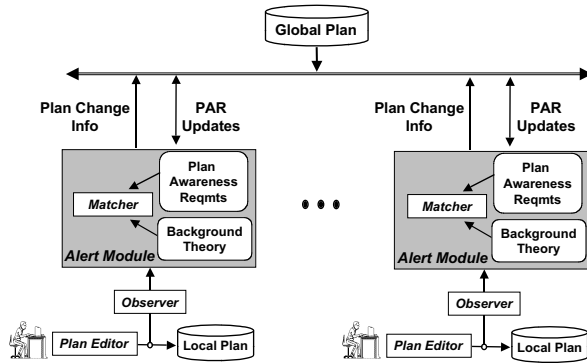 Global Plan
Plan Change
Info
PAR
Updates
Plan Change
Info
PAR
Updates
Plan
Awareness
Reqmts
Matcher
Background
Theory
Alert Module
Plan
Awareness
Reqmts
Matcher
Background
Theory
Alert Module
Observer
Plan Editor
Local Plan
Observer
Plan Editor
Local Plan